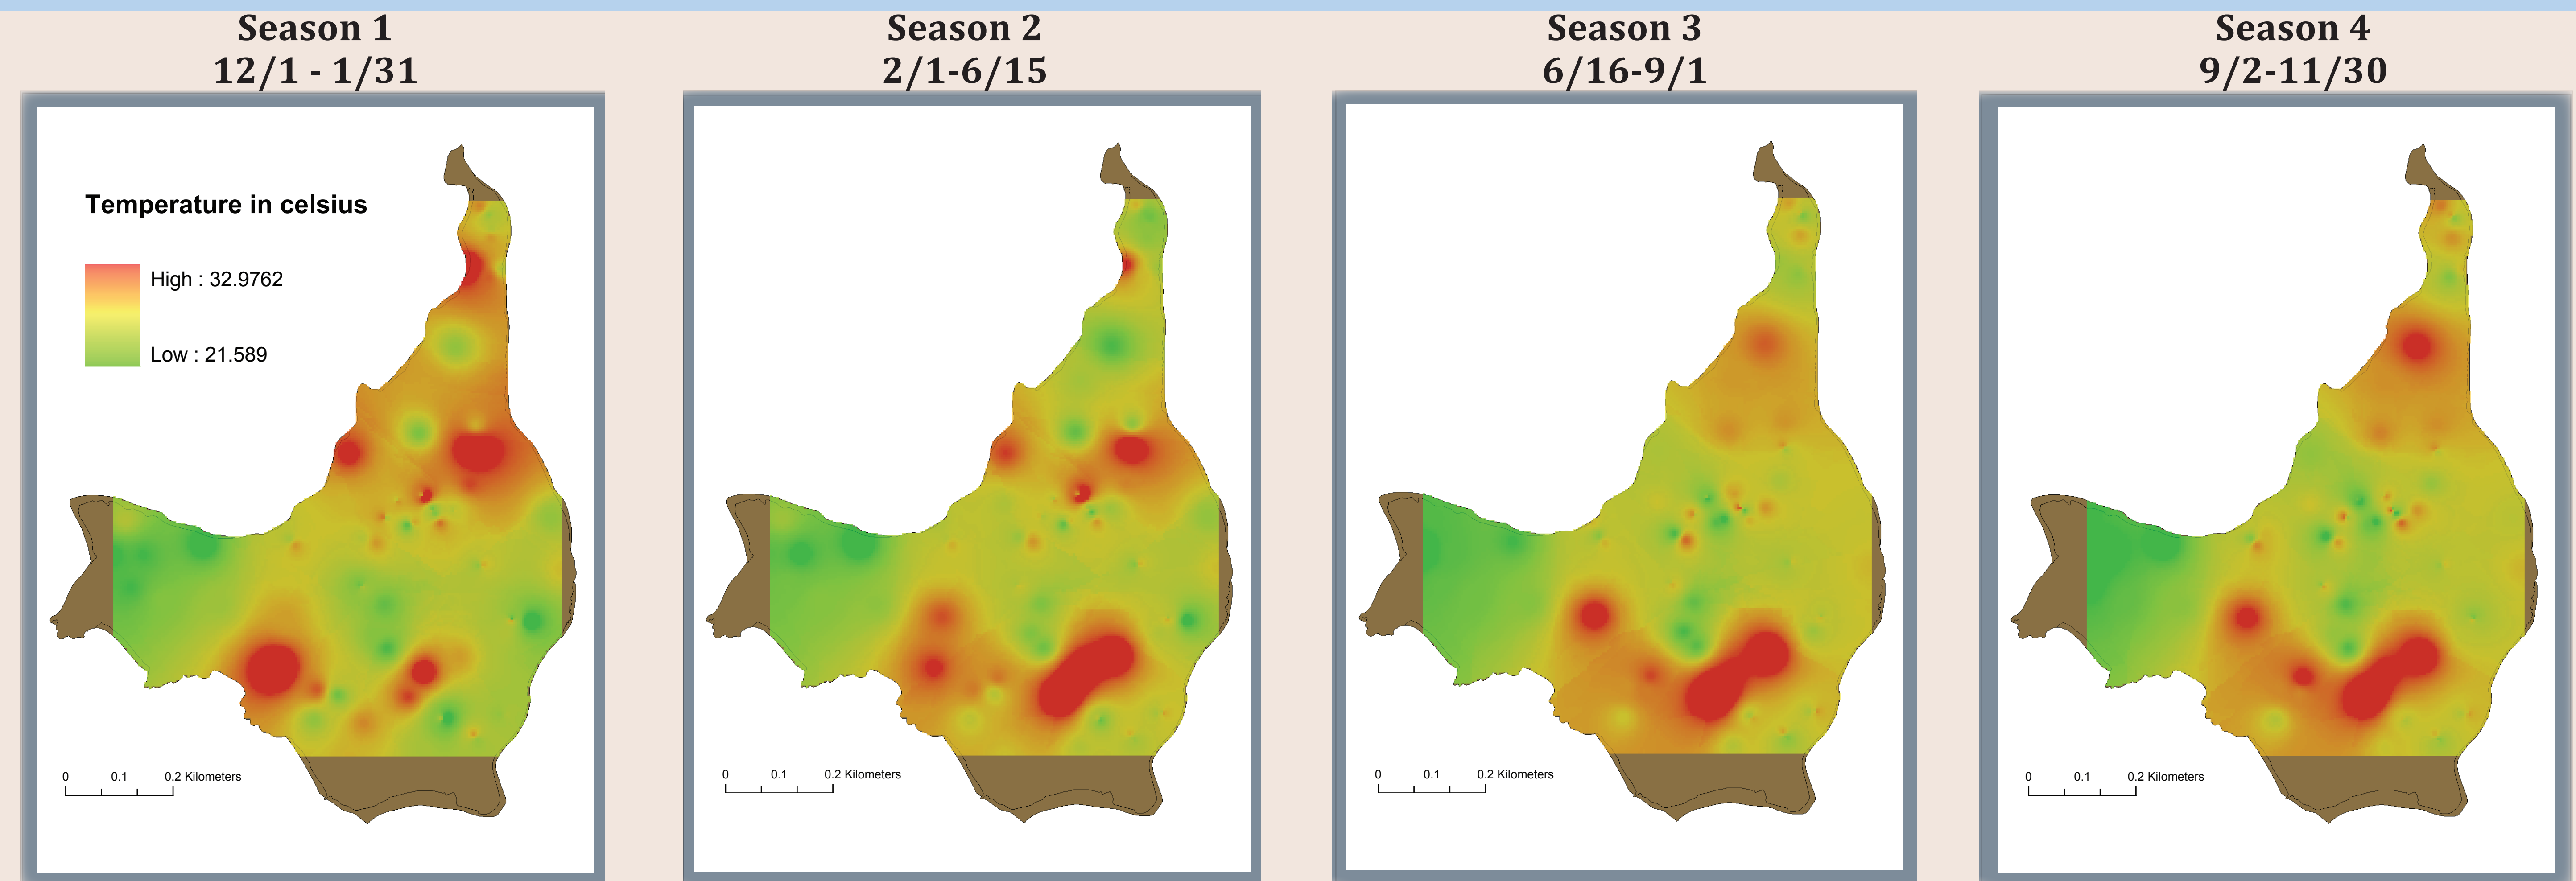 Season 1
12/1 - 1/31
Season 2
2/1-6/15
Season 3
6/16-9/1
Season 4
9/2-11/30
Temperature in celsius
High : 32.9762
Low : 21.589
0 0.1 0.2 Kilometers
0 0.1 0.2 Kilometers
0 0.1 0.2 Kilometers
0 0.1 0.2 Kilometers